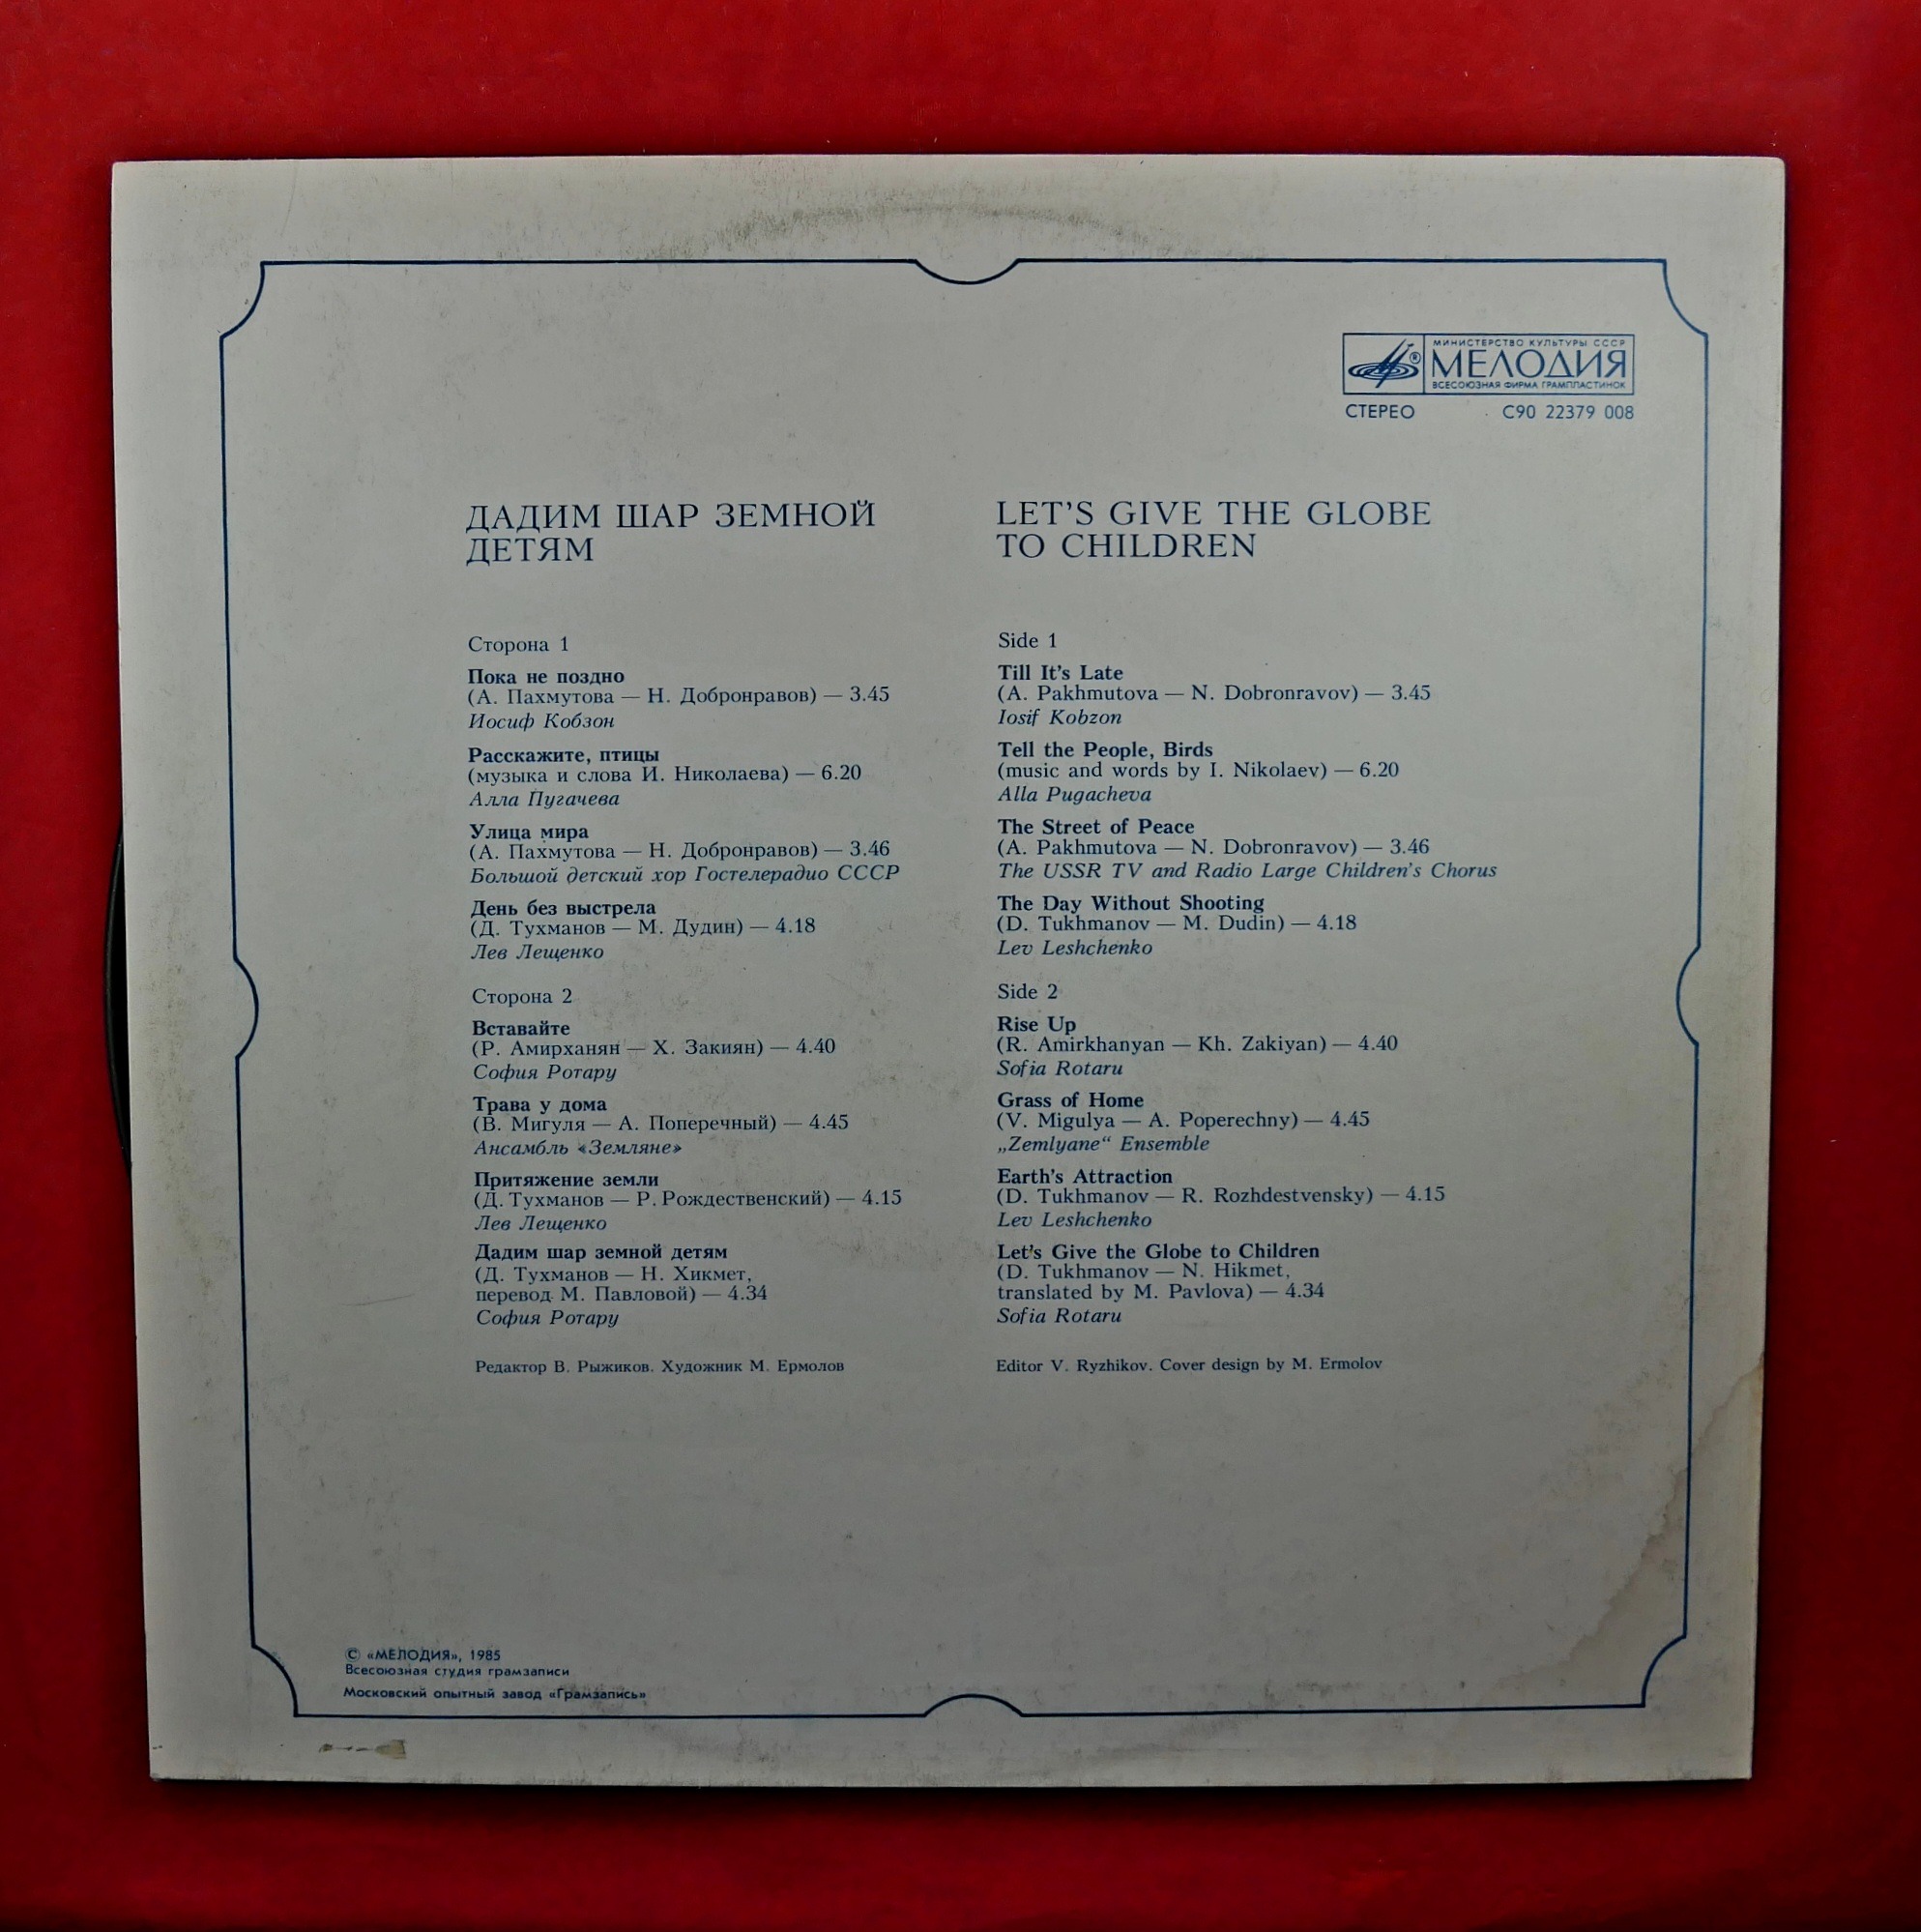 МИНИСТЕРСТВО КУЛЬТУРЫ СССР
МЕЛОДИЯ
ВСЕСОЮЗНАЯ ФИРМА ГРАМПЛАСТИНОК
СТЕРЕО С90 22379 008
ДАДИМ ШАР ЗЕМНОЙ
ДЕТЯМ
Сторона 1
Пока не поздно
(А. Пахмутова — Н. Добронравов) — 3.45
Иосиф Кобзон
Расскажите, птицы
(музыка и слова И. Николаева) — 6.20
Алла Пугачева
Улица мира
(А. Пахмутова — Н. Добронравов) — 3.46
Большой детский хор Гостелерадио СССР
День без выстрела
(Д. Тухманов — М. Дудин) — 4.18
Лев Лещенко
Сторона 2
Вставайте
(Р. Амирханян — Х. Закиян) — 4.40
София Ротару
Трава у дома
(В. Мигуля — А. Поперечный) — 4.45
Ансамбль «Земляне»
Притяжение земли
(Д. Тухманов — Р. Рождественский) — 4.15
Лев Лещенко
Дадим шар земной детям
(Д. Тухманов — Н. Хикмет,
перевод М. Павловой) — 4.34
София Ротару
Редактор В. Рыжиков. Художник М. Ермолов
LET'S GIVE THE GLOBE
TO CHILDREN
Side 1
Till It's Late
(A. Pakhmutova — N. Dobronravov) — 3.45
Iosif Kobzon
Tell the People, Birds
(music and words by I. Nikolaev) — 6.20
Alla Pugacheva
The Street of Peace
(A. Pakhmutova — N. Dobronravov) — 3.46
The USSR TV and Radio Large Children's Chorus
The Day Without Shooting
(D. Tukhmanov — M. Dudin) — 4.18
Lev Leshchenko
Side 2
Rise Up
(R. Amirkhanyan — Kh. Zakiyan) — 4.40
Sofia Rotaru
Grass of Home
(V. Migulya — A. Poperechny) — 4.45
„Zemlyane“ Ensemble
Earth's Attraction
(D. Tukhmanov — R. Rozhdestvensky) — 4.15
Lev Leshchenko
Let's Give the Globe to Children
(D. Tukhmanov — N. Hikmet,
translated by M. Pavlova) — 4.34
Sofia Rotaru
Editor V. Ryzhikov. Cover design by M. Ermolov
© «МЕЛОДИЯ», 1985
Всесоюзная студия грамзаписи
Московский опытный завод «Грамзапись»